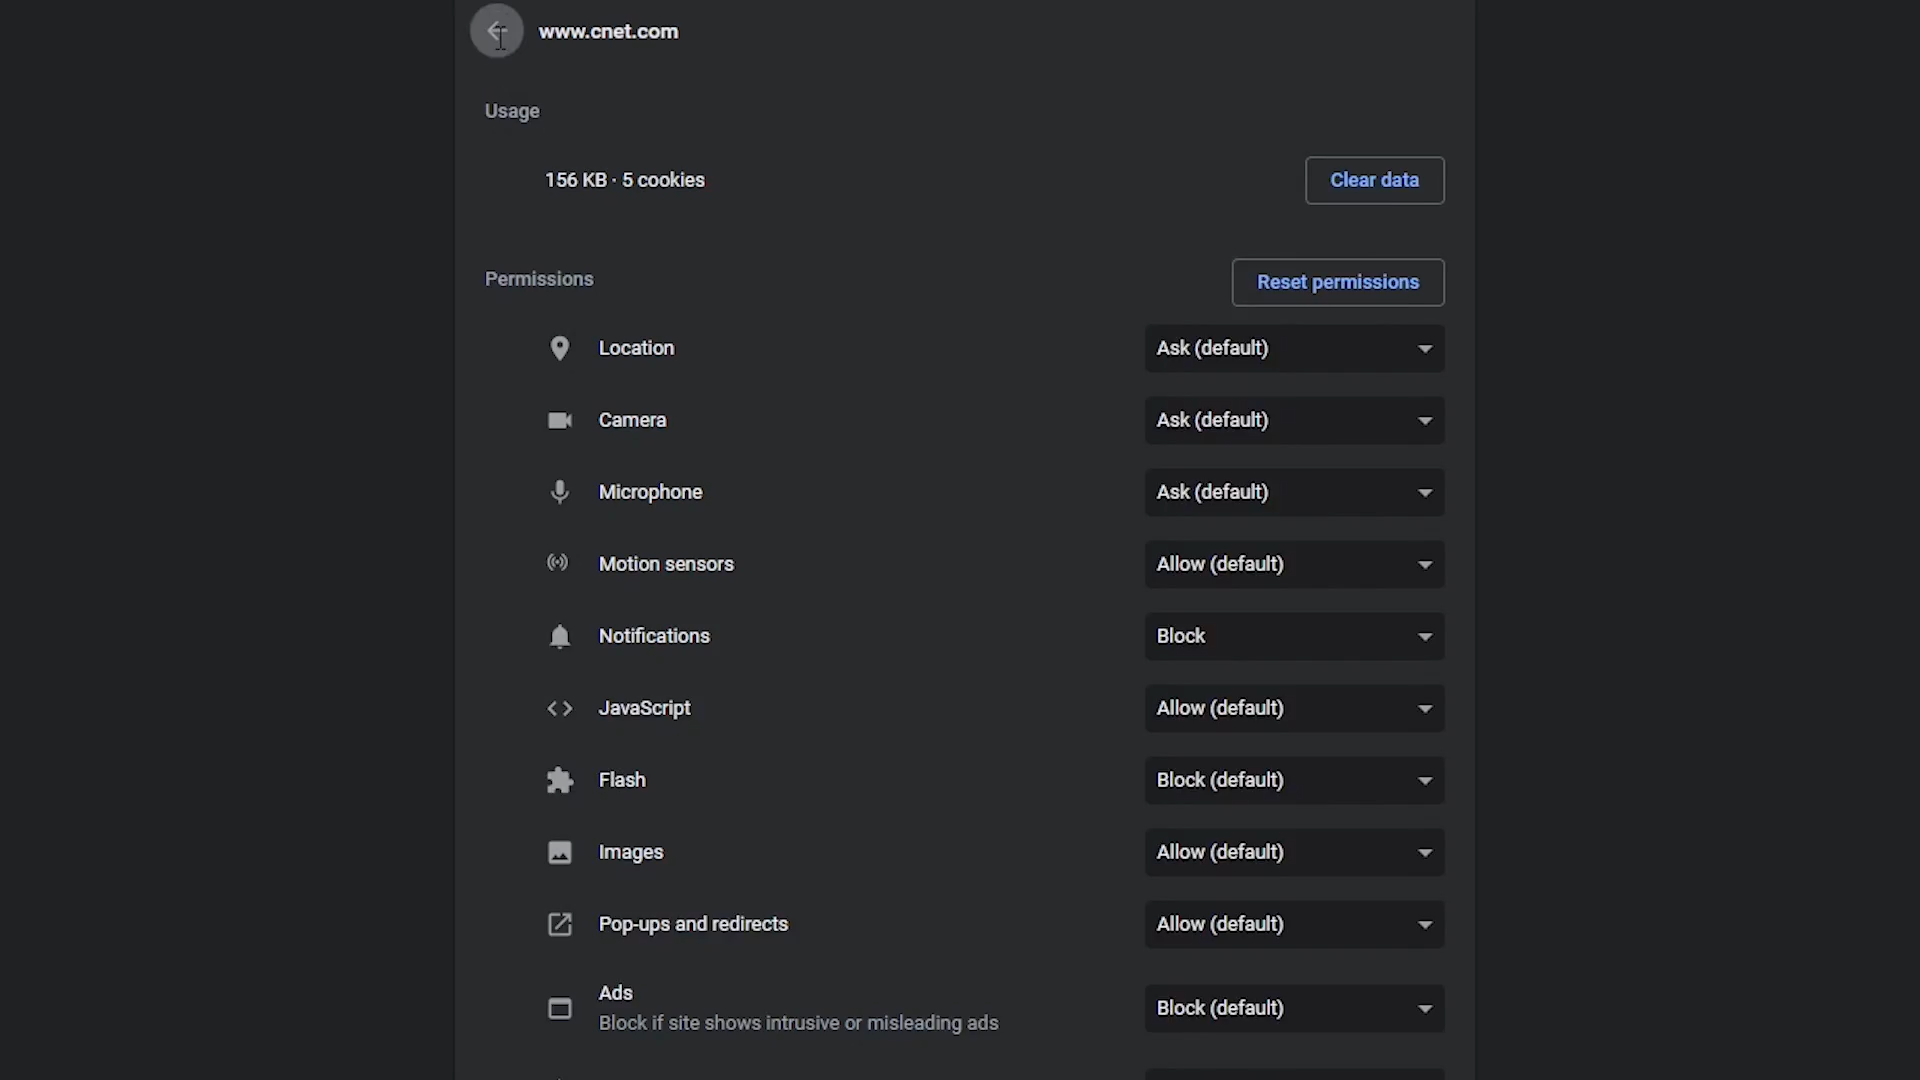 www.cnet.com
Usage
156 KB · 5 cookies
Clear data
Permissions
Reset permissions
Location
Ask (default)
Camera
Ask (default)
Microphone
Ask (default)
Motion sensors
Allow (default)
Notifications
Block
JavaScript
Allow (default)
Flash
Block (default)
Images
Allow (default)
Pop-ups and redirects
Allow (default)
Ads
Block if site shows intrusive or misleading ads
Block (default)